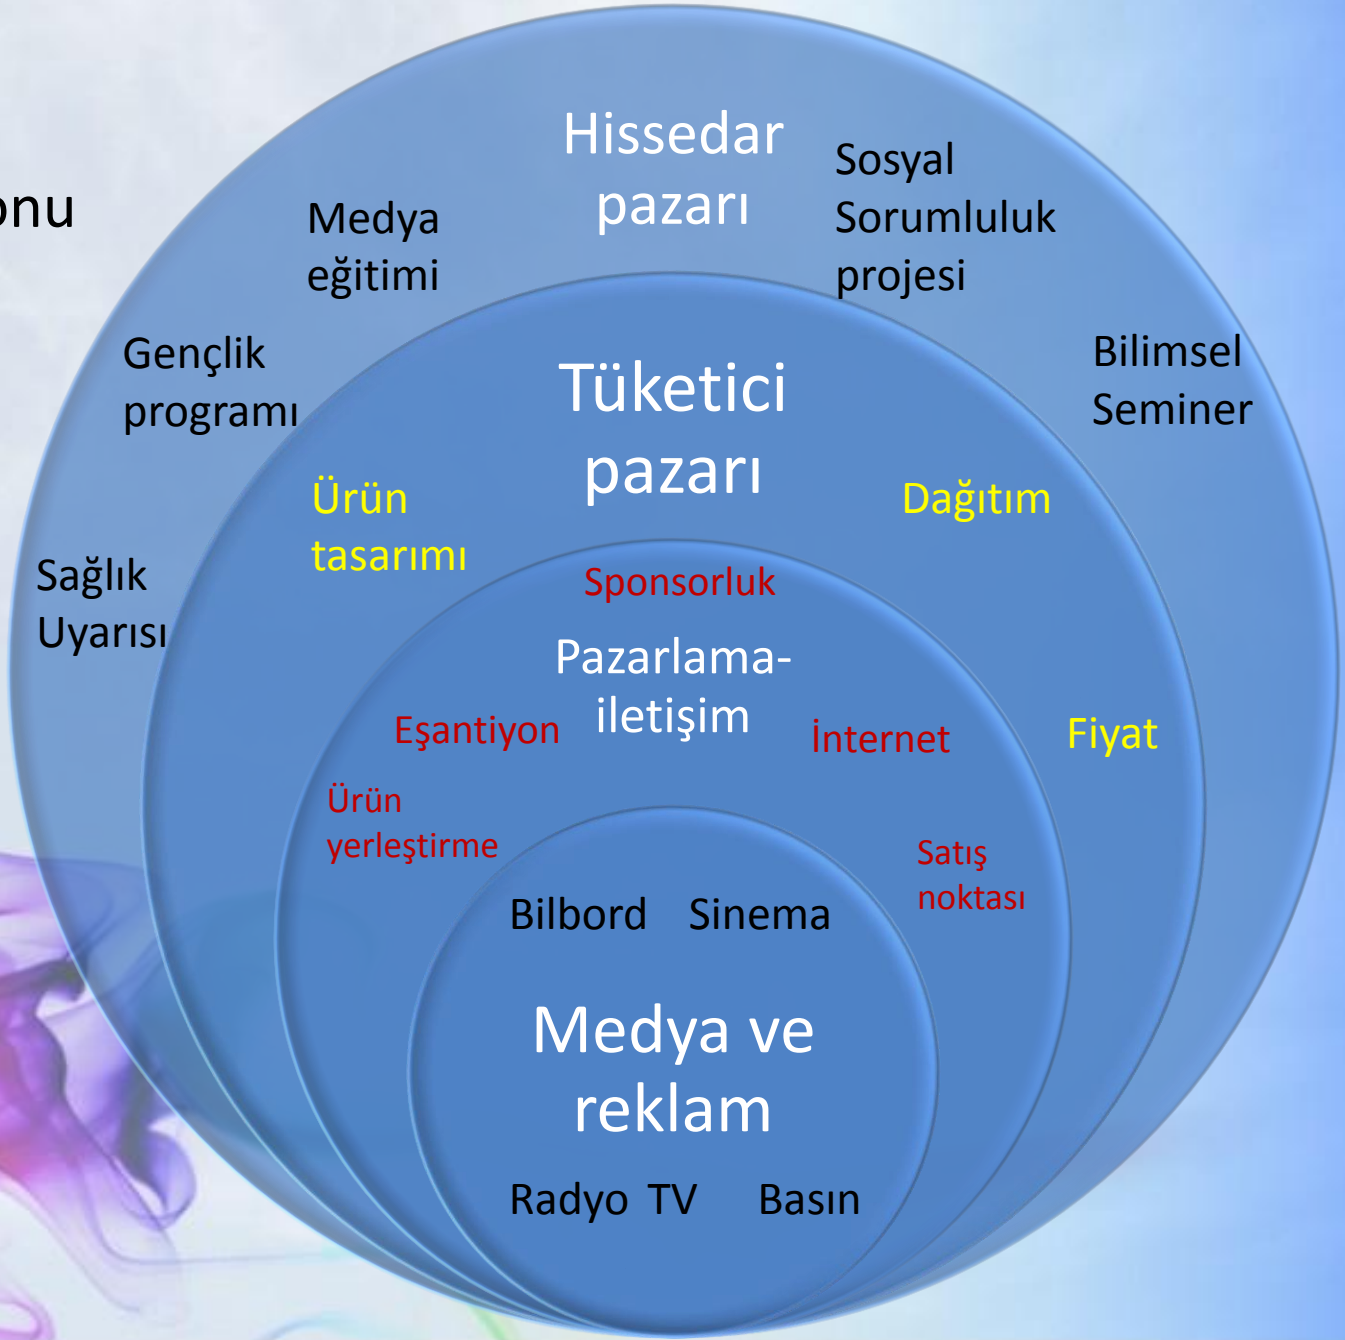 Hissedar
pazarı
Sosyal
Sorumluluk
projesi
onu
Medya
eğitimi
Gençlik
programı
Bilimsel
Seminer
Tüketici
pazarı
Ürün
tasarımı
Dağıtım
Sağlık
Uyarısı
Sponsorluk
Pazarlama-
iletişim
Eşantiyon
İnternet
Fiyat
Ürün
yerleştirme
Satış
noktası
Bilbord Sinema
Medya ve
reklam
Radyo TV Basın